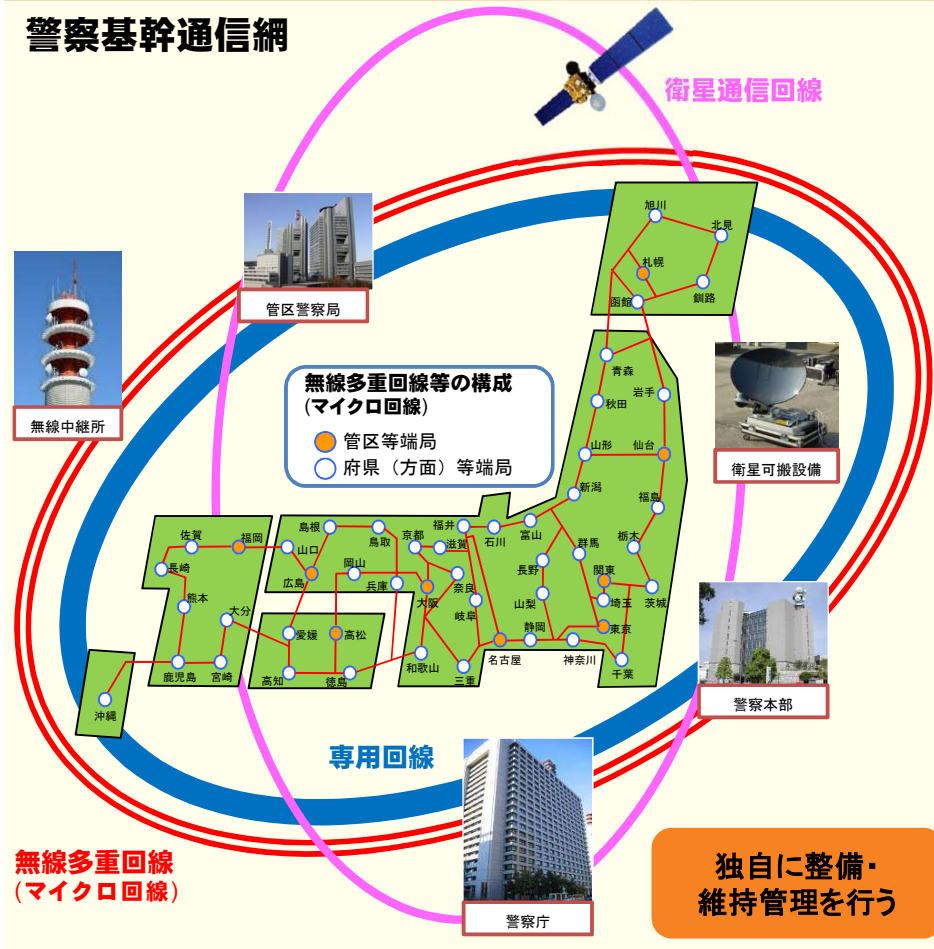 警察基幹通信網
衛星通信回線
管区警察局
無線中継所
無線多重回線等の構成
(マイクロ回線)
管区等端局
府県（方面）等端局
衛星可搬設備
旭川
北見
札幌
函館
釧路
青森
岩手
秋田
山形
仙台
新潟
福島
福井
石川
富山
群馬
栃木
長野
関東
茨城
山梨
埼玉
静岡
東京
名古屋
神奈川
千葉
佐賀
福岡
長崎
熊本
大分
鹿児島
宮崎
沖縄
島根
鳥取
京都
滋賀
山口
岡山
広島
兵庫
大阪
奈良
岐阜
愛媛
高松
高知
徳島
和歌山
三重
警察本部
専用回線
警察庁
無線多重回線
(マイクロ回線)
独自に整備・
維持管理を行う